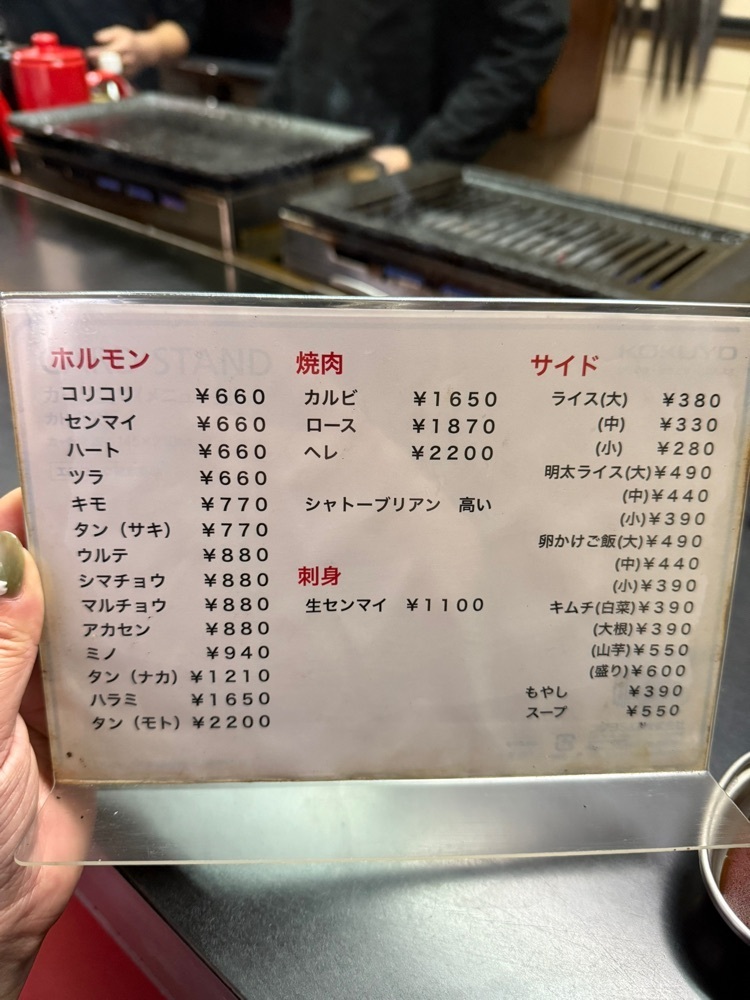 ホルモン
コリコリ ¥660
センマイ ¥660
ハート ¥660
ツラ ¥660
キモ ¥770
タン（サキ） ¥770
ウルテ ¥880
シマチョウ ¥880
マルチョウ ¥880
アカセン ¥880
ミノ ¥940
タン（ナカ） ¥1210
ハラミ ¥1650
タン（モト） ¥2200
焼肉
カルビ ¥1650
ロース ¥1870
ヘレ ¥2200
シャトーブリアン 高い
刺身
生センマイ ¥1100
サイド
ライス(大) ¥380
(中) ¥330
(小) ¥280
明太ライス(大)¥490
(中)¥440
(小)¥390
卵かけご飯(大)¥490
(中)¥440
(小)¥390
キムチ(白菜)¥390
(大根)¥390
(山芋)¥550
(盛り)¥600
もやし ¥390
スープ ¥550
STAND
KOKUYO